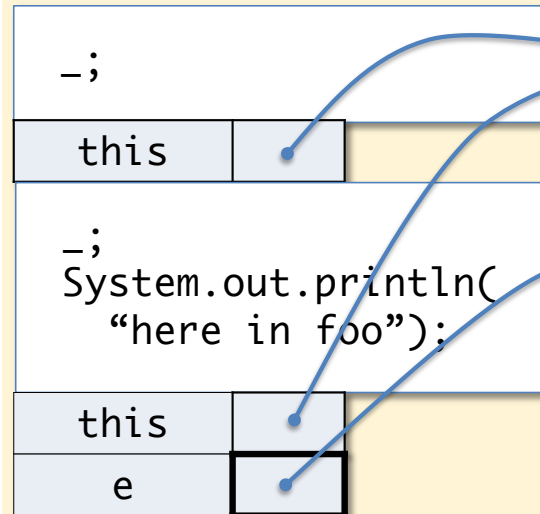 _;
this
_;
System.out.println(
“here in foo”);
this
e